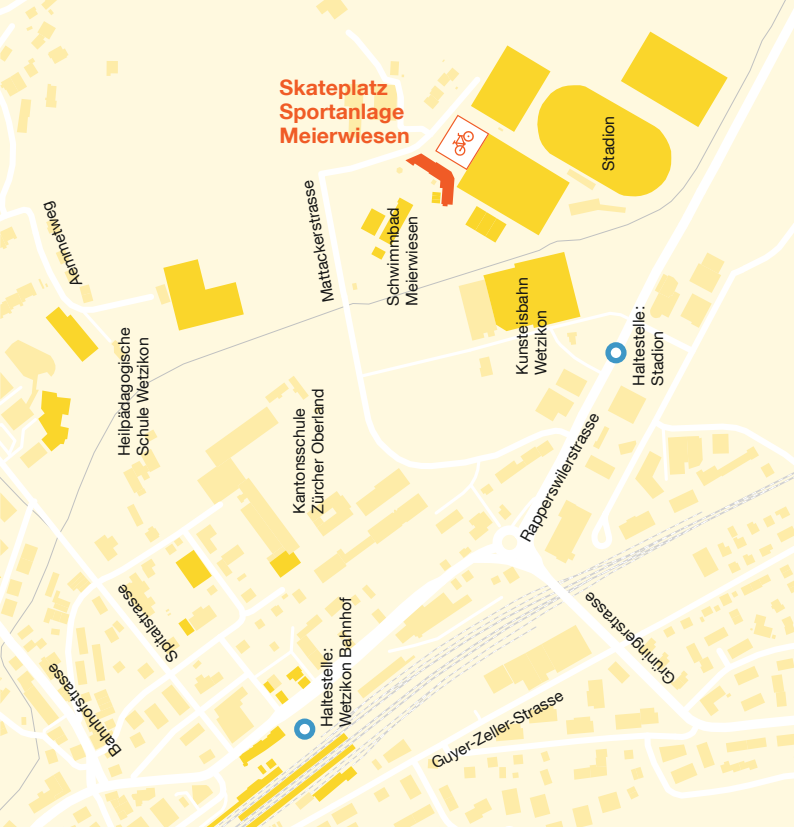 Skateplatz
Sportanlage
Meierwiesen
Stadion
Mattackerstrasse
Schwimmbad
Meierwiesen
Aemmetweg
Kunsteisbahn
Wetzikon
Haltestelle:
Stadion
Heilpädagogische
Schule Wetzikon
Kantonsschule
Zürcher Oberland
Rapperswilerstrasse
Spitalstrasse
Bahnhofstrasse
Haltestelle:
Wetzikon Bahnhof
Grüningerstrasse
Guyer-Zeller-Strasse